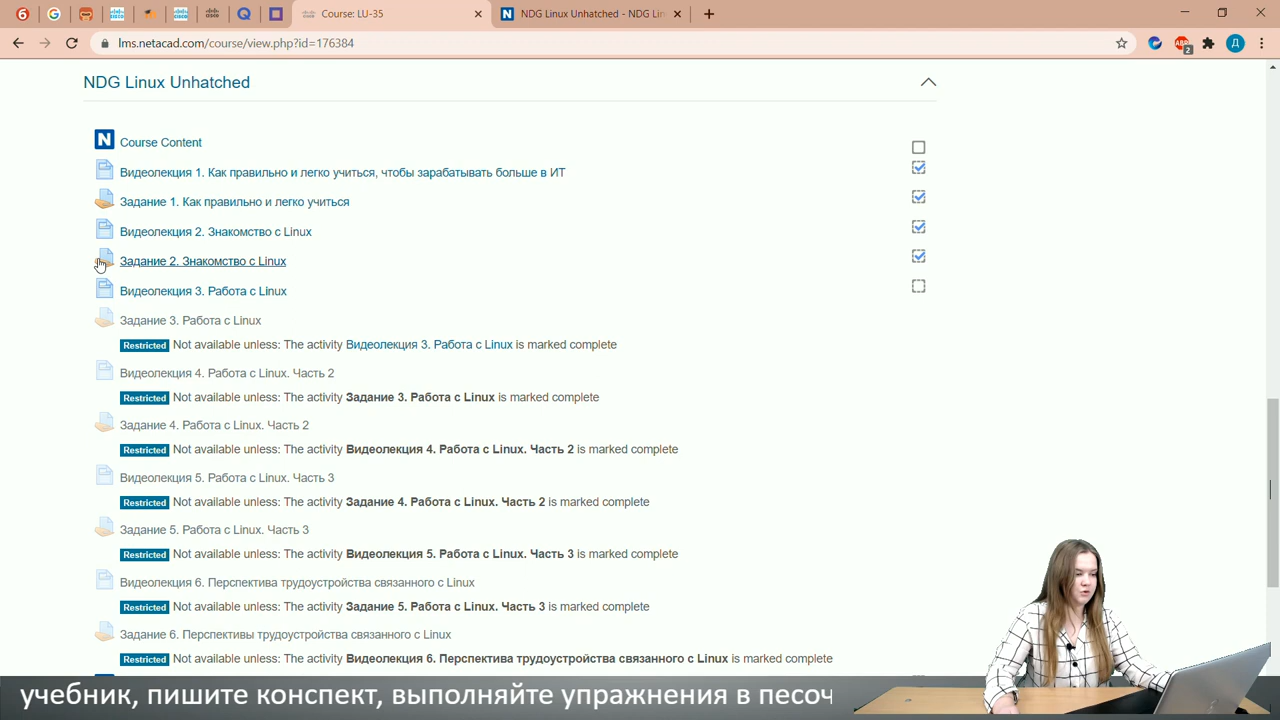 Course: LU-35
NDG Linux Unhatched - NDG Lin
lms.netacad.com/course/view.php?id=176384
NDG Linux Unhatched
Course Content
Видеолекция 1. Как правильно и легко учиться, чтобы зарабатывать больше в ИТ
Задание 1. Как правильно и легко учиться
Видеолекция 2. Знакомство с Linux
Задание 2. Знакомство с Linux
Видеолекция 3. Работа с Linux
Задание 3. Работа с Linux
Restricted Not available unless: The activity Видеолекция 3. Работа с Linux is marked complete
Видеолекция 4. Работа с Linux. Часть 2
Restricted Not available unless: The activity Задание 3. Работа с Linux is marked complete
Задание 4. Работа с Linux. Часть 2
Restricted Not available unless: The activity Видеолекция 4. Работа с Linux. Часть 2 is marked complete
Видеолекция 5. Работа с Linux. Часть 3
Restricted Not available unless: The activity Задание 4. Работа с Linux. Часть 2 is marked complete
Задание 5. Работа с Linux. Часть 3
Restricted Not available unless: The activity Видеолекция 5. Работа с Linux. Часть 3 is marked complete
Видеолекция 6. Перспектива трудоустройства связанного с Linux
Restricted Not available unless: The activity Задание 5. Работа с Linux. Часть 3 is marked complete
Задание 6. Перспективы трудоустройства связанного с Linux
Restricted Not available unless: The activity Видеолекция 6. Перспектива трудоустройства связанного с Linux is marked complete
учебник, пишите конспект, выполняйте упражнения в песоч